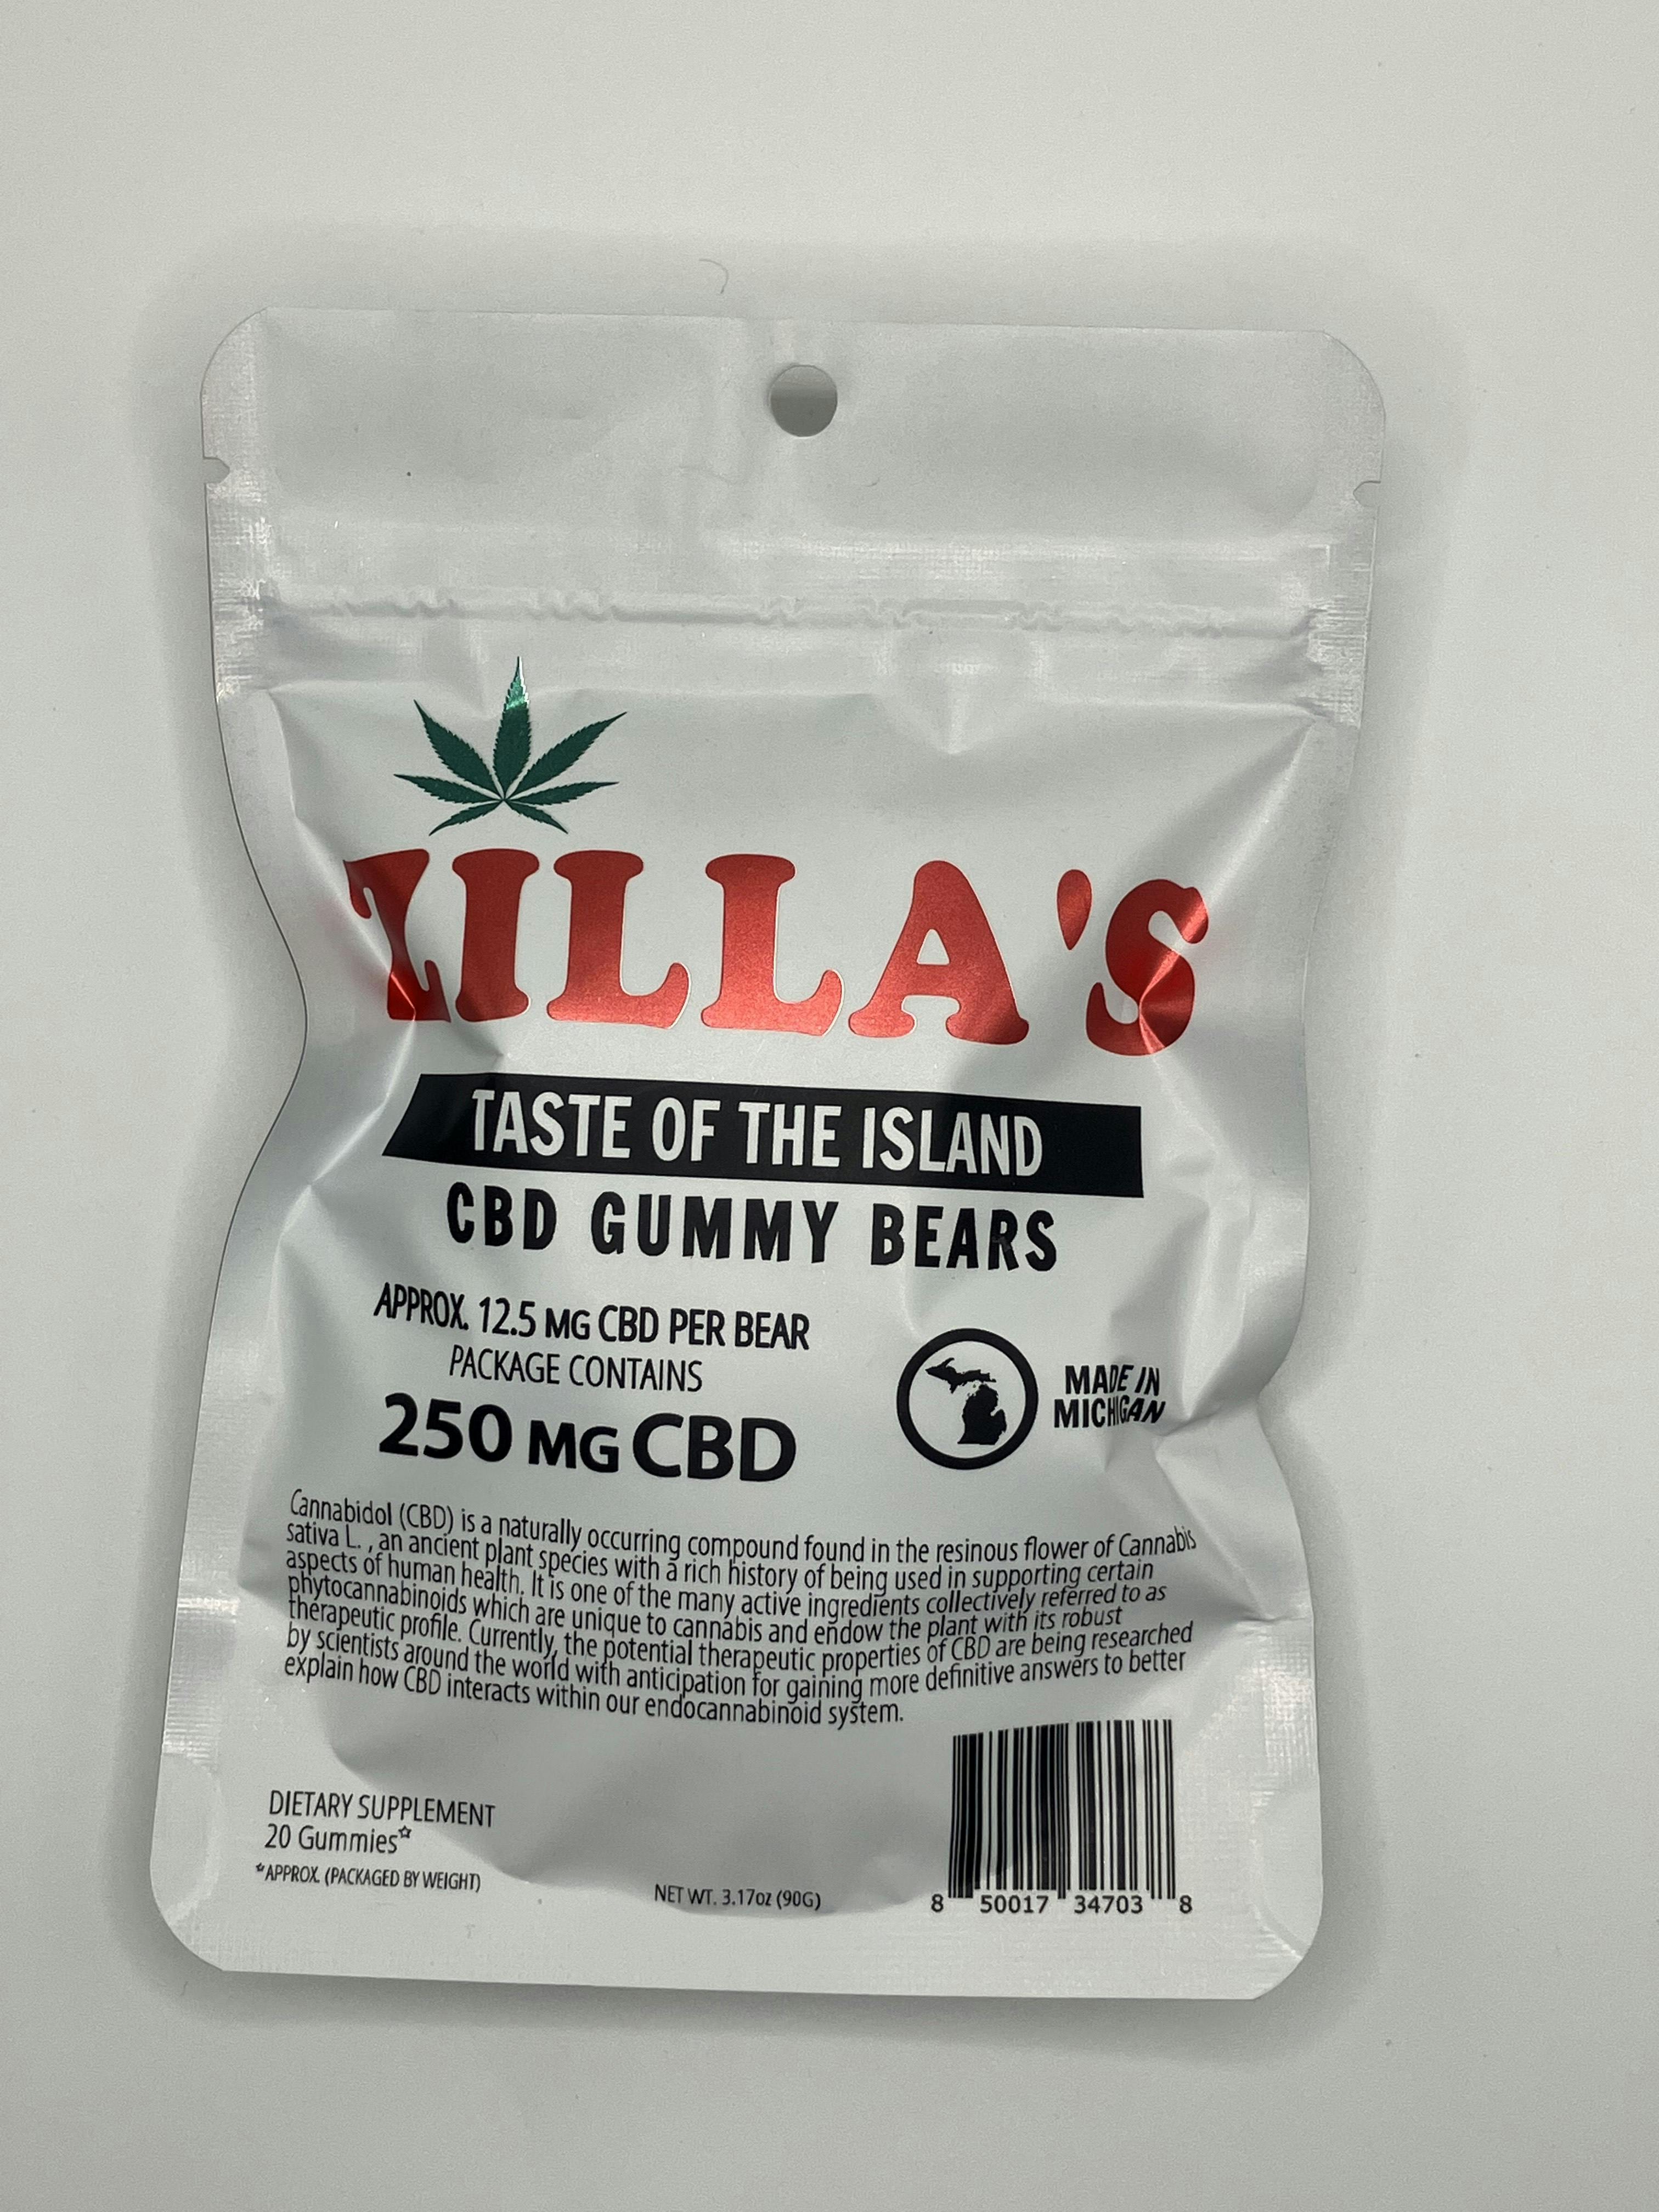 ZILLA'S
TASTE OF THE ISLAND
CBD GUMMY BEARS
APPROX. 12.5 MG CBD PER BEAR
PACKAGE CONTAINS
250 MG CBD
MADE IN
MICHIGAN
Cannabidol (CBD) is a naturally occurring compound found in the resinous flower of Cannabis
sativa L. , an ancient plant species with a rich history of being used in supporting certain
aspects of human health. It is one of the many active ingredients collectively referred to as
phytocannabinoids which are unique to cannabis and endow the plant with its robust
therapeutic profile. Currently, the potential therapeutic properties of CBD are being researched
by scientists around the world with anticipation for gaining more definitive answers to better
explain how CBD interacts within our endocannabinoid system.
DIETARY SUPPLEMENT
20 Gummies☆
☆APPROX. (PACKAGED BY WEIGHT)
NET WT. 3.17oz (90G)
8 50017 34703 8